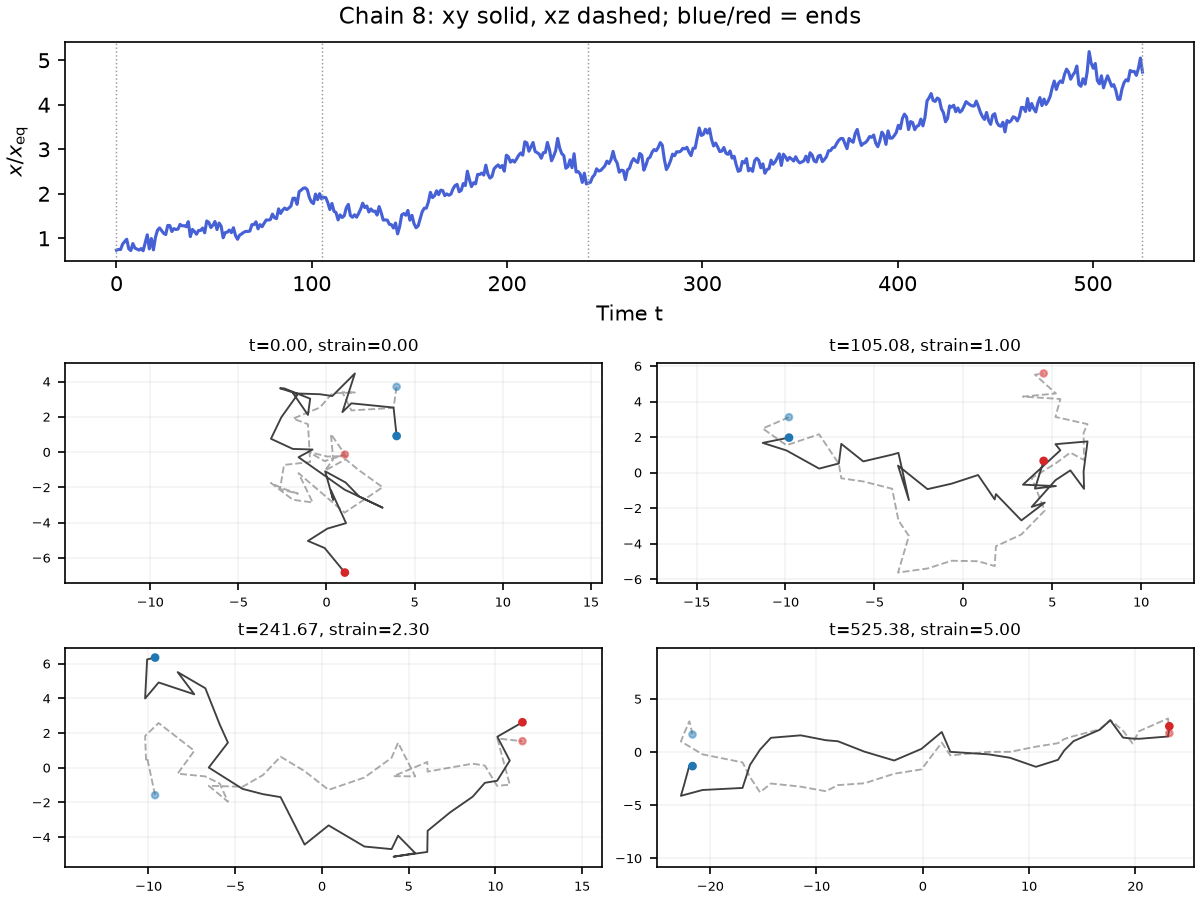 Chain 8: xy solid, xz dashed; blue/red = ends
5
4
3
2
1
x/x_eq
0 100 200 300 400 500
Time t
t=0.00, strain=0.00
4
2
0
−2
−4
−6
−10 −5 0 5 10 15
t=105.08, strain=1.00
6
4
2
0
−2
−4
−6
−15 −10 −5 0 5 10
t=241.67, strain=2.30
6
4
2
0
−2
−4
−10 −5 0 5 10 15
t=525.38, strain=5.00
5
0
−5
−10
−20 −10 0 10 20